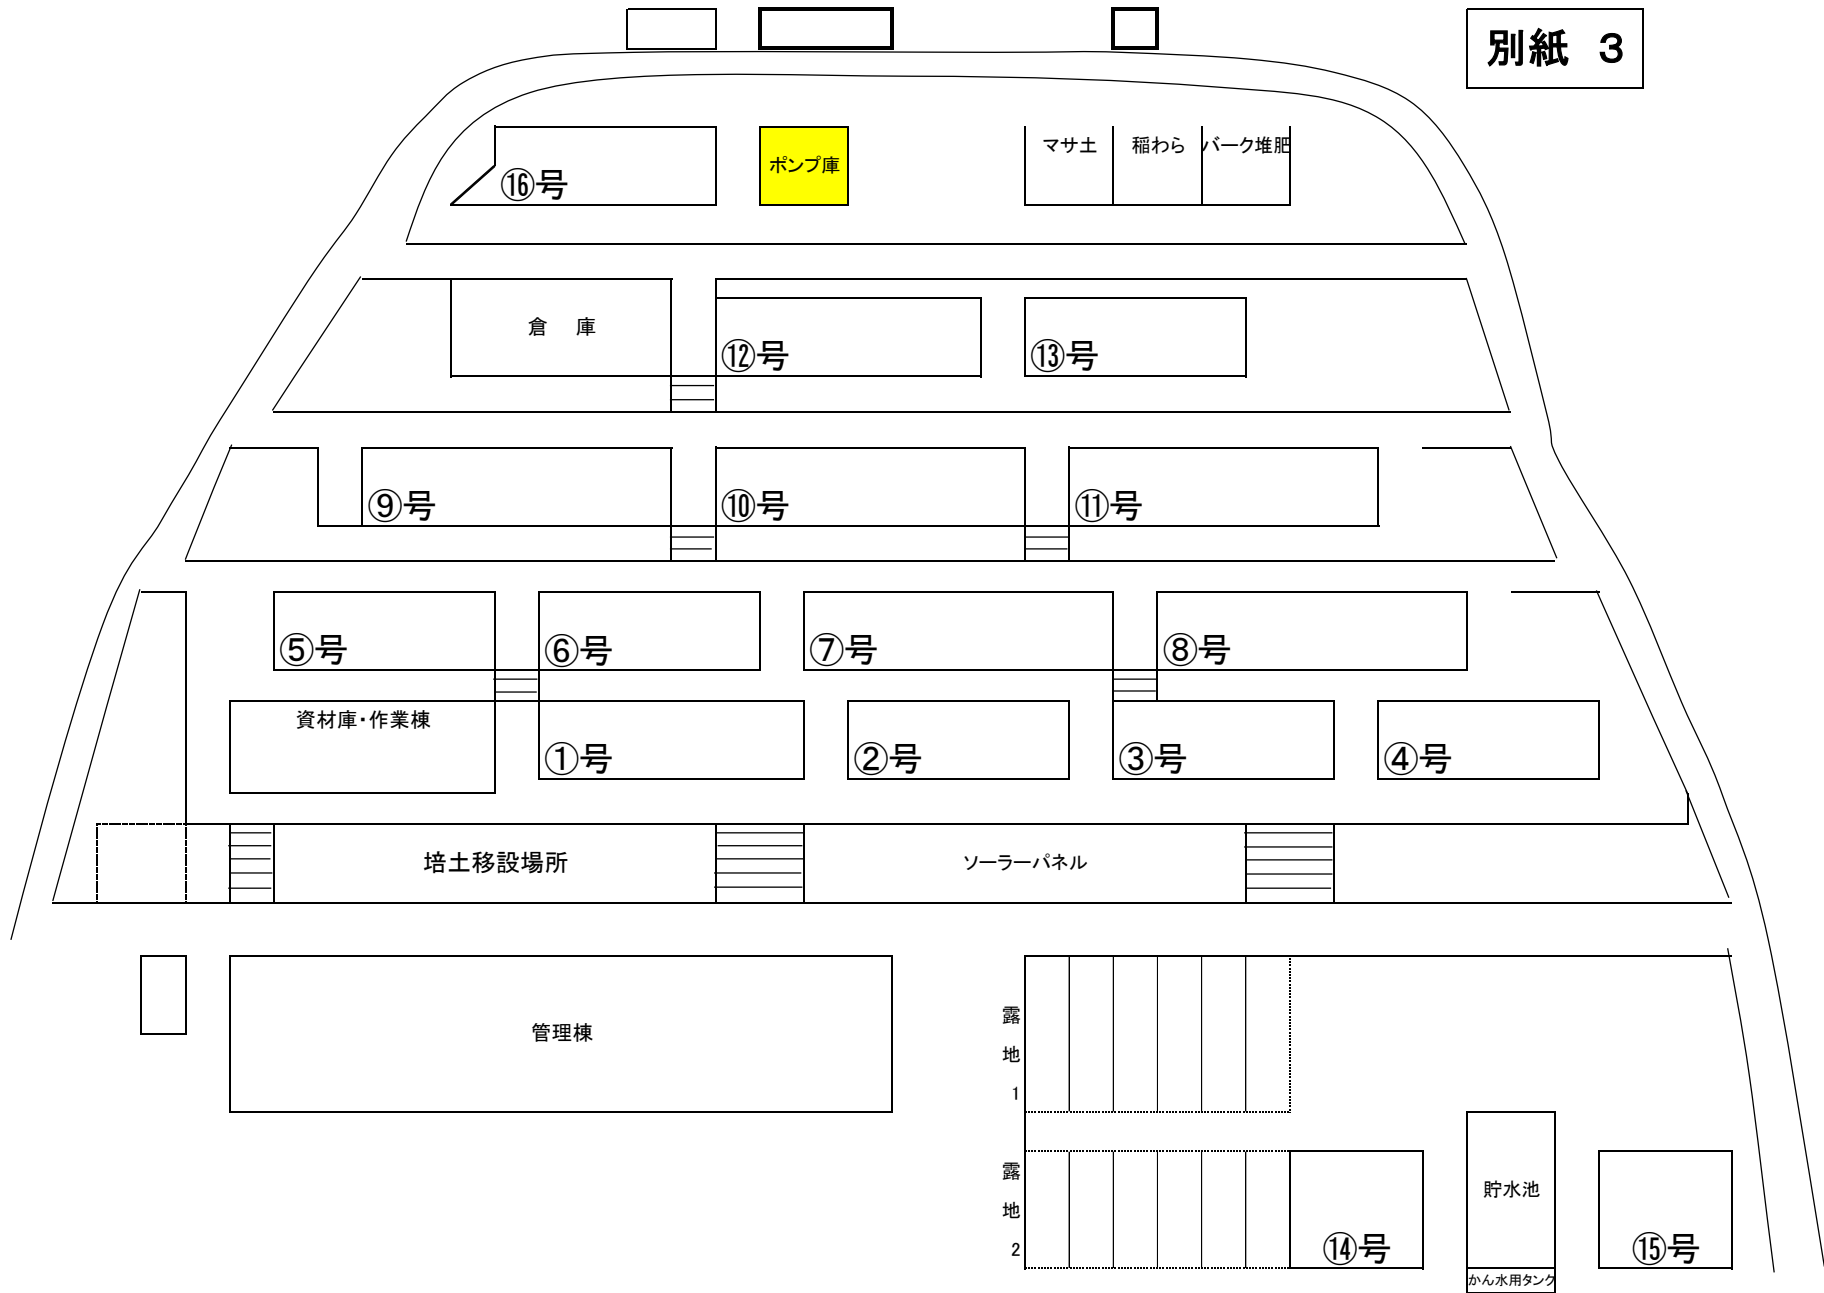 別紙 3
マサ土
稲わら
バーク堆肥
ポンプ庫
⑯号
倉 庫
⑫号
⑬号
⑨号
⑩号
⑪号
⑤号
⑥号
⑦号
⑧号
資材庫・作業棟
①号
②号
③号
④号
培土移設場所
ソーラーパネル
管理棟
露
地
1
露
地
2
貯水池
⑭号
⑮号
かん水用タンク